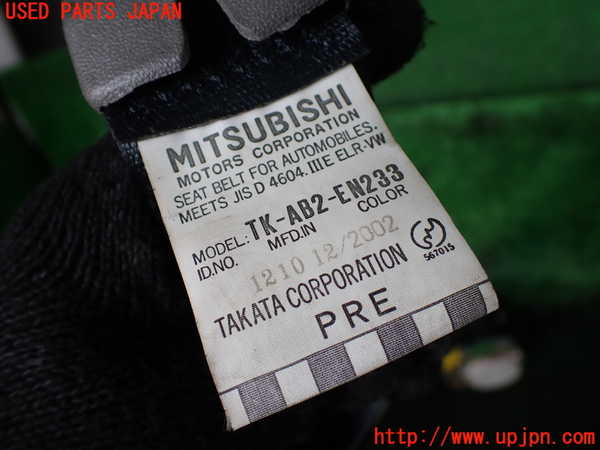 USED PARTS JAPAN
MITSUBISHI
MOTORS CORPORATION
SEAT BELT FOR AUTOMOBILES.
MEETS JIS D 4604.IIIE ELR-VW
MODEL: TK-AB2-EN233
ID.NO. MFD.IN COLOR
1210 12/2002
567015
TAKATA CORPORATION
PRE
http://www.upjpn.com/